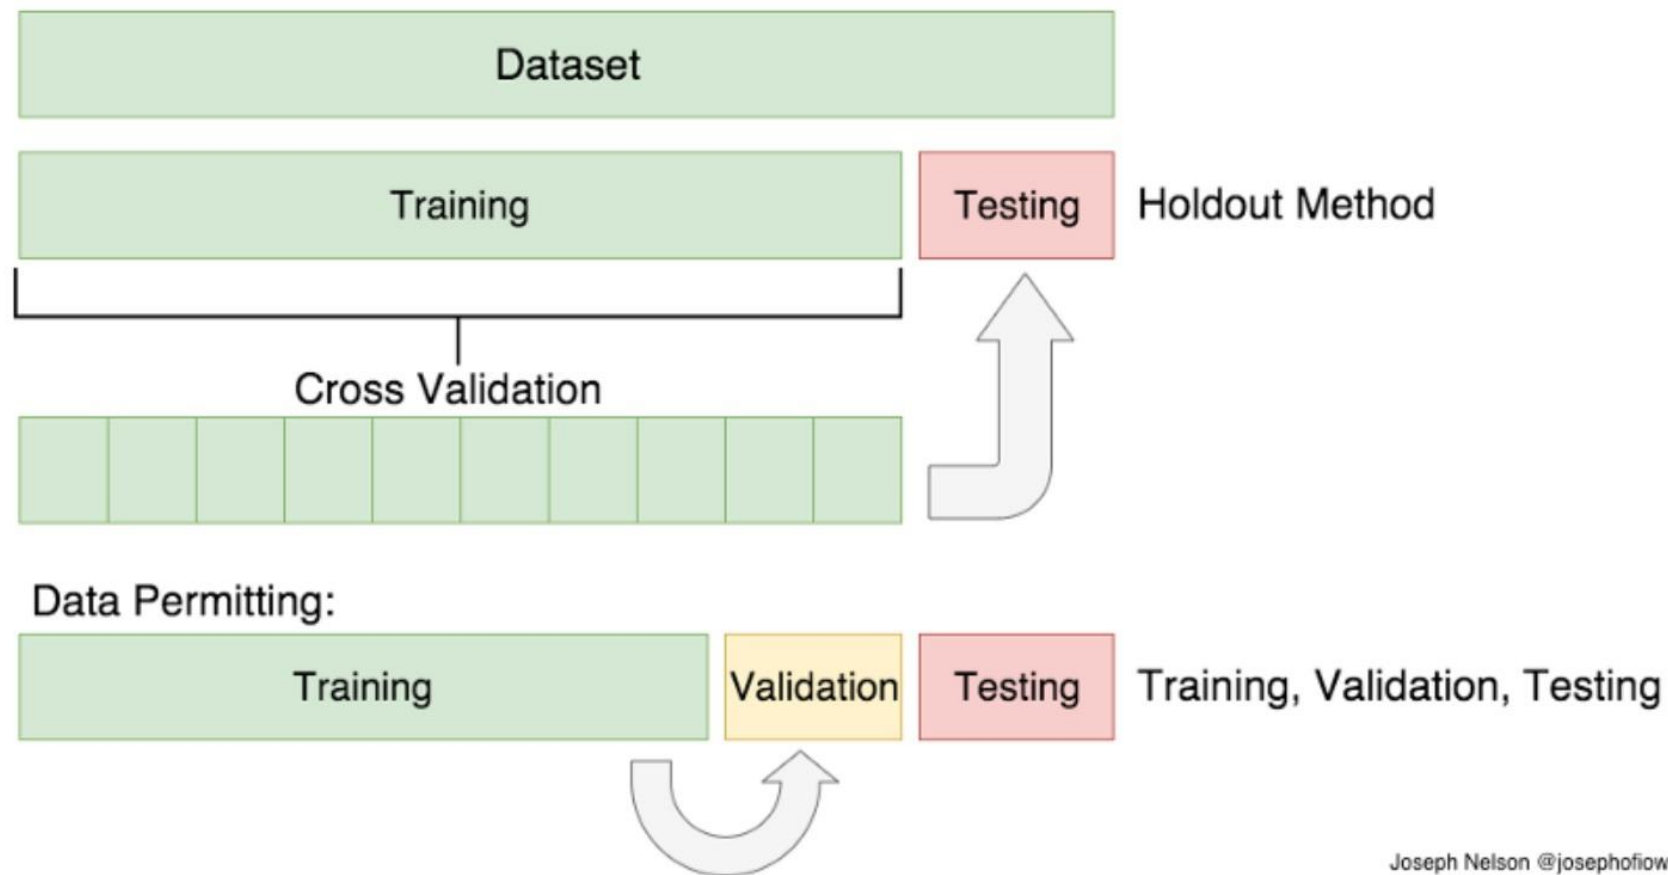 Dataset
Training Testing Holdout Method
Cross Validation
Data Permitting:
Training Validation Testing Training, Validation, Testing
Joseph Nelson @josephofiow